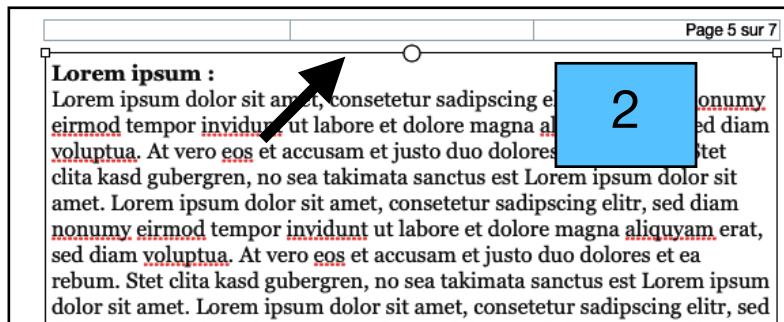 Page 5 sur 7
Lorem ipsum :
Lorem ipsum dolor sit amet, consetetur sadipscing onumy
eirmod tempor invidunt ut labore et dolore magna ed diam
2
voluptua. At vero eos et accusam et justo duo dolores Stet
clita kasd gubergren, no sea takimata sanctus est Lorem ipsum dolor sit
amet. Lorem ipsum dolor sit amet, consetetur sadipscing elitr, sed diam
nonumy eirmod tempor invidunt ut labore et dolore magna aliquyam erat,
sed diam voluptua. At vero eos et accusam et justo duo dolores et ea
rebum. Stet clita kasd gubergren, no sea takimata sanctus est Lorem ipsum
dolor sit amet. Lorem ipsum dolor sit amet, consetetur sadipscing elitr, sed